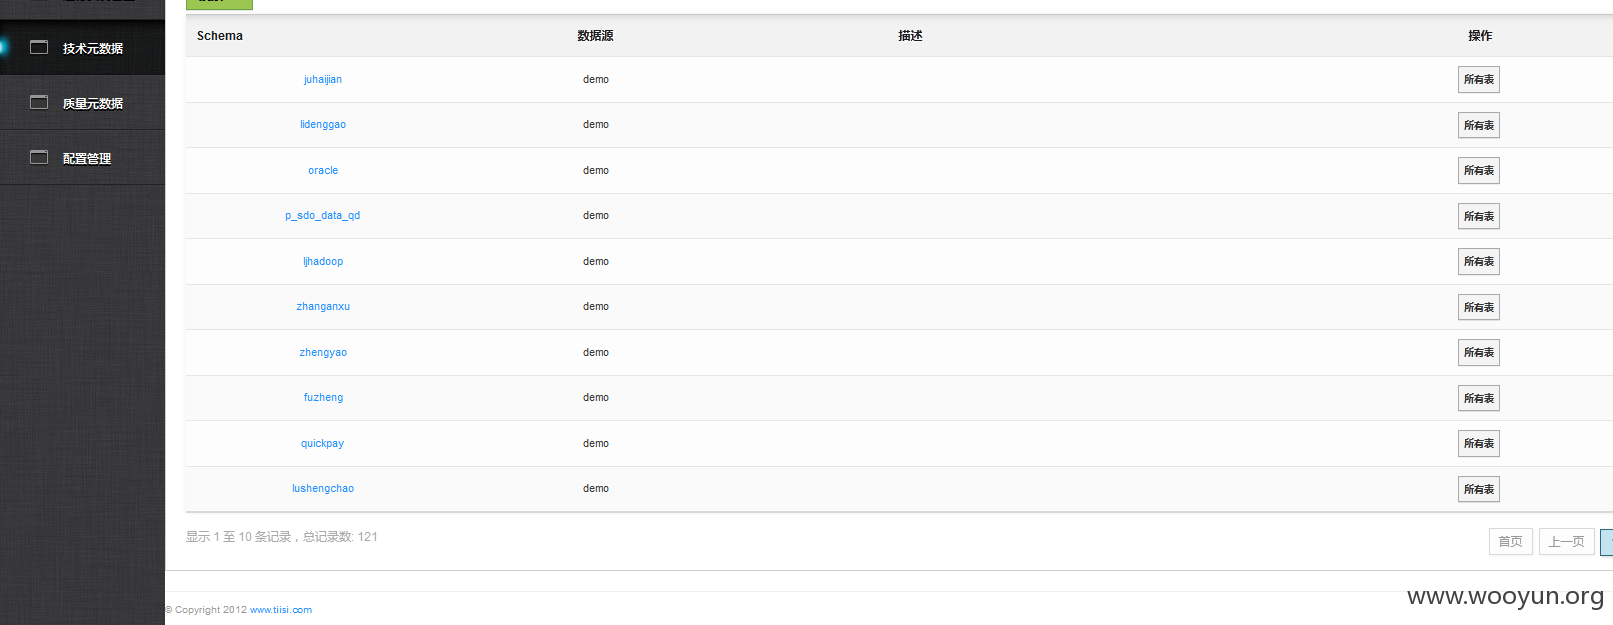 Schema 数据源 描述 操作
技术元数据
juhaijian demo 所有表
质量元数据
lidenggao demo 所有表
配置管理
oracle demo 所有表
p_sdo_data_qd demo 所有表
ljhadoop demo 所有表
zhanganxu demo 所有表
zhengyao demo 所有表
fuzheng demo 所有表
quickpay demo 所有表
lushengchao demo 所有表
显示 1 至 10 条记录，总记录数: 121
首页 上一页
© Copyright 2012 www.tiisi.com
www.wooyun.org